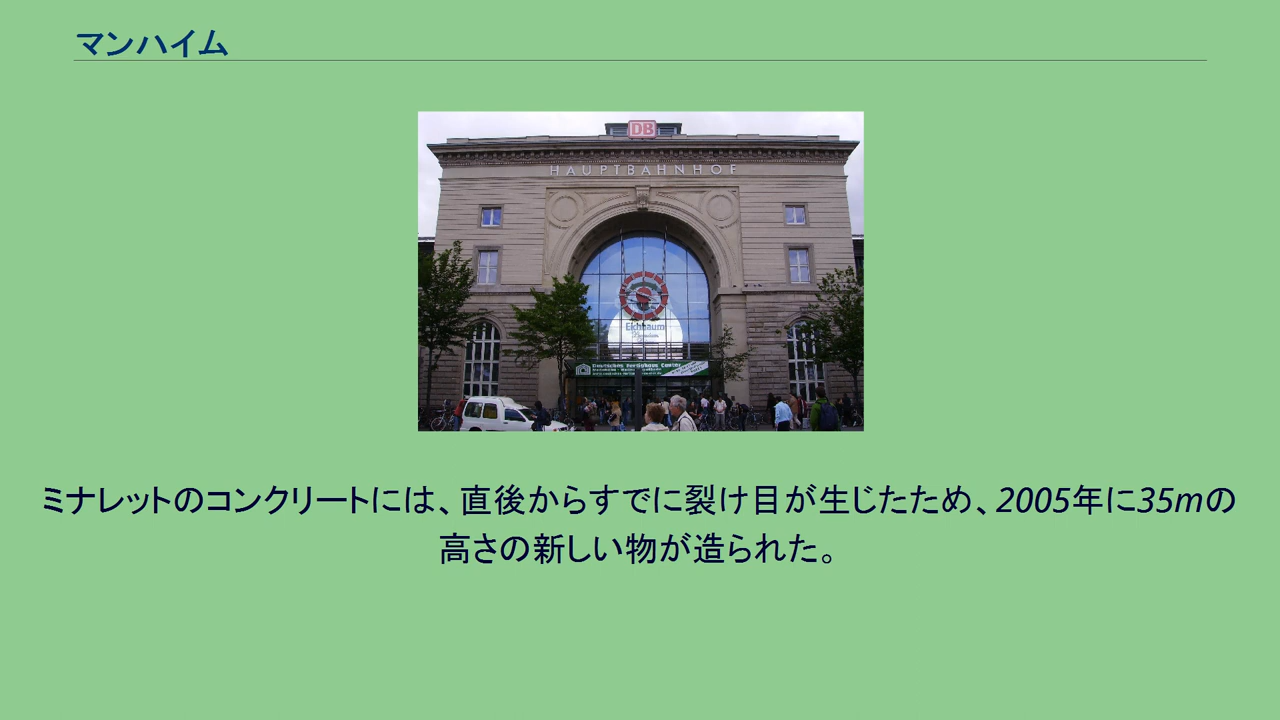 マンハイム
DB
HAUPTBAHNHOF
Eichbaum
Deutsches Fertighaus Center
ミナレットのコンクリートには、直後からすでに裂け目が生じたため、2005年に35mの
高さの新しい物が造られた。